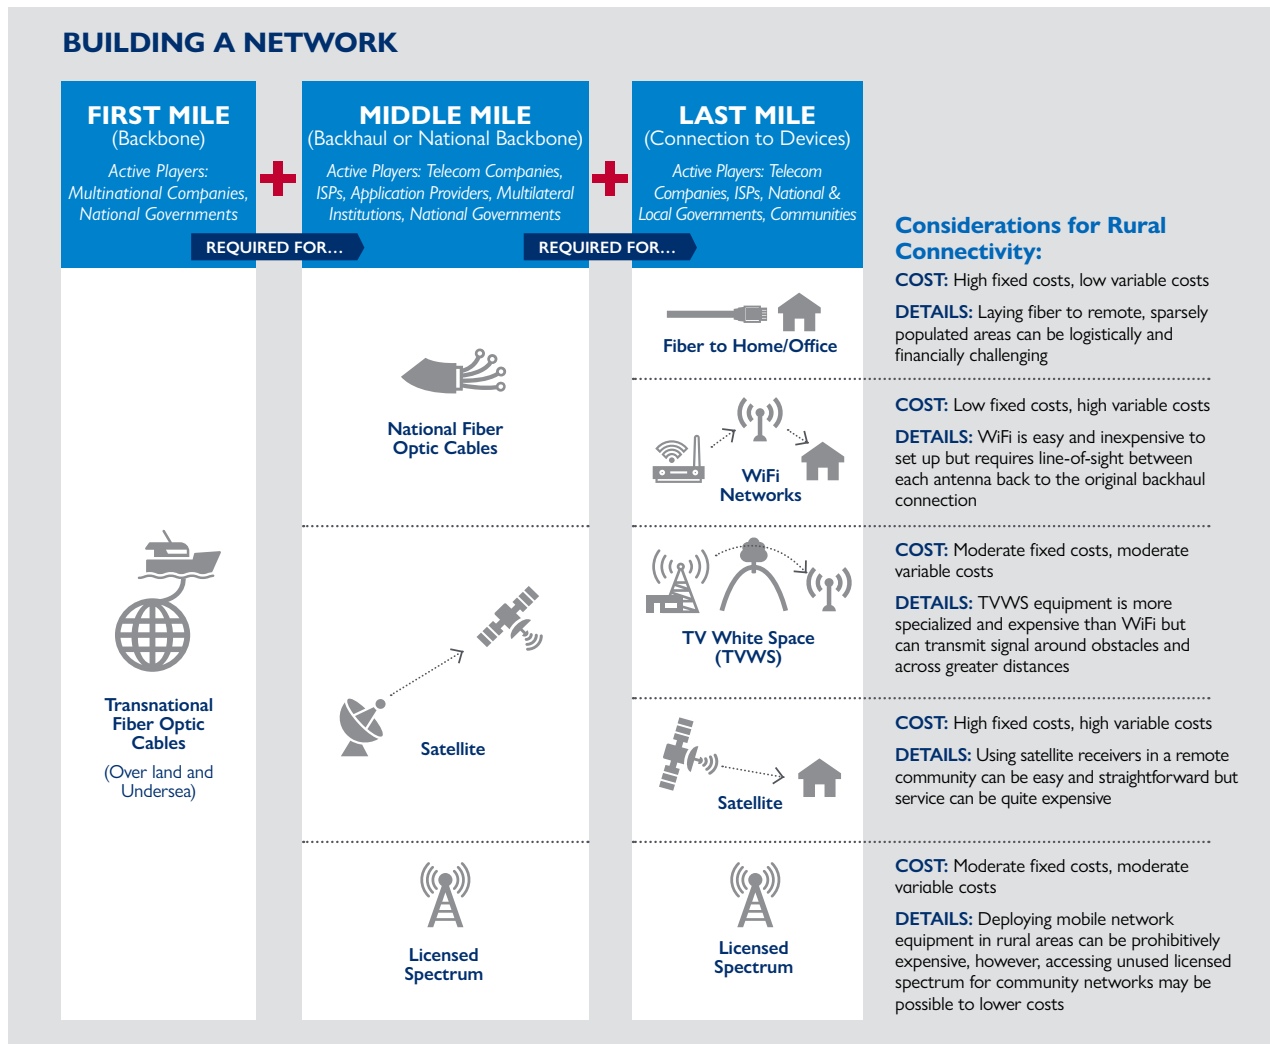 BUILDING A NETWORK
FIRST MILE
(Backbone)
Active Players:
Multinational Companies,
National Governments
REQUIRED FOR...
MIDDLE MILE
(Backhaul or National Backbone)
Active Players: Telecom Companies,
ISPs, Application Providers, Multilateral
Institutions, National Governments
REQUIRED FOR...
LAST MILE
(Connection to Devices)
Active Players: Telecom
Companies, ISPs, National &
Local Governments, Communities
Transnational
Fiber Optic
Cables
(Over land and
Undersea)
National Fiber
Optic Cables
Satellite
Licensed
Spectrum
Considerations for Rural
Connectivity:
Fiber to Home/Office
COST: High fixed costs, low variable costs
DETAILS: Laying fiber to remote, sparsely
populated areas can be logistically and
financially challenging
WiFi
Networks
COST: Low fixed costs, high variable costs
DETAILS: WiFi is easy and inexpensive to
set up but requires line-of-sight between
each antenna back to the original backhaul
connection
TV White Space
(TVWS)
COST: Moderate fixed costs, moderate
variable costs
DETAILS: TVWS equipment is more
specialized and expensive than WiFi but
can transmit signal around obstacles and
across greater distances
Satellite
COST: High fixed costs, high variable costs
DETAILS: Using satellite receivers in a remote
community can be easy and straightforward but
service can be quite expensive
Licensed
Spectrum
COST: Moderate fixed costs, moderate
variable costs
DETAILS: Deploying mobile network
equipment in rural areas can be prohibitively
expensive, however, accessing unused licensed
spectrum for community networks may be
possible to lower costs